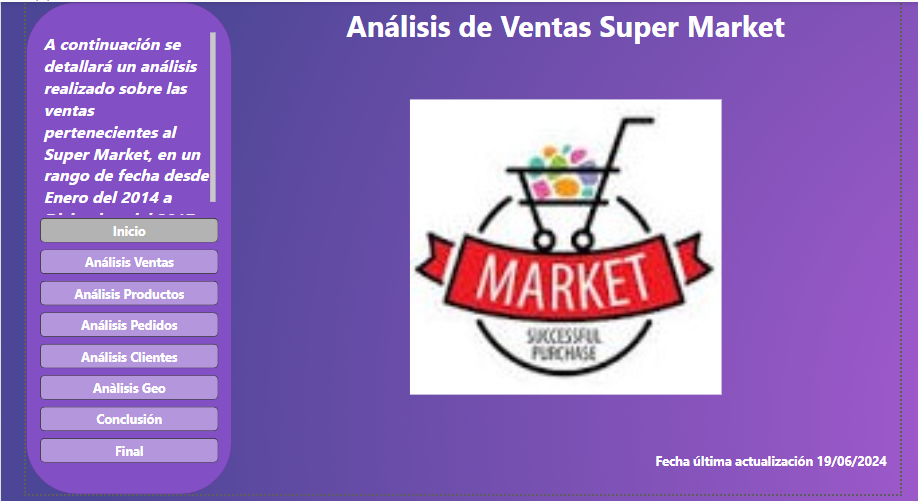 Análisis de Ventas Super Market
A continuación se
detallará un análisis
realizado sobre las
ventas
pertenecientes al
Super Market, en un
rango de fecha desde
Enero del 2014 a
Inicio
Análisis Ventas
Análisis Productos
Análisis Pedidos
Análisis Clientes
Anàlisis Geo
Conclusión
Final
MARKET
SUCCESSFUL
PURCHASE
Fecha última actualización 19/06/2024